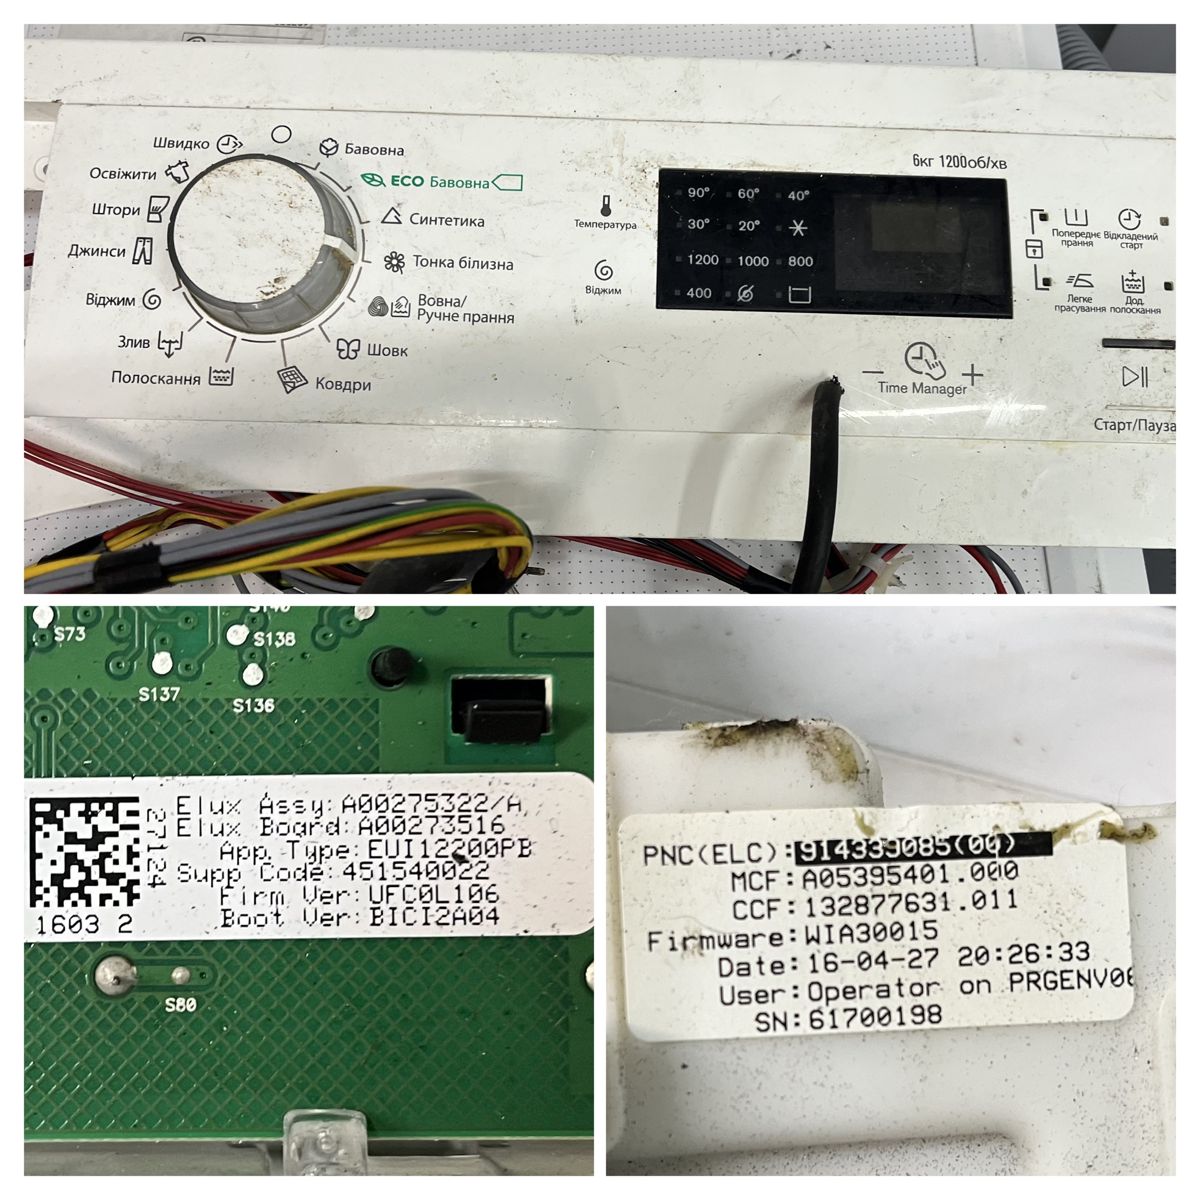 6кг 1200об/хв
Швидко
Освіжити
Штори
Джинси
Віджим
Злив
Полоскання
Бавовна
ECO Бавовна
Синтетика
Тонка білизна
Вовна/
Ручне прання
Шовк
Ковдри
Температура
Віджим
90° 60° 40°
30° 20°
1200 1000 800
400
Попереднє
прання
Відкладений
старт
Легке
прасування
Дод.
полоскання
− Time Manager +
Старт/Пауза
S73
S138
S137
S136
27124
1603 2
Elux Assy:A00275322/A
Elux Board:A00273516
App Type:EUI12200PB
Supp Code:451540022
Firm Ver:UFC0L106
Boot Ver:BICI2A04
S80
PNC(ELC):914339085(00)
MCF:A05395401.000
CCF:132877631.011
Firmware:WIA30015
Date:16-04-27 20:26:33
User:Operator on PRGENV06
SN:61700198